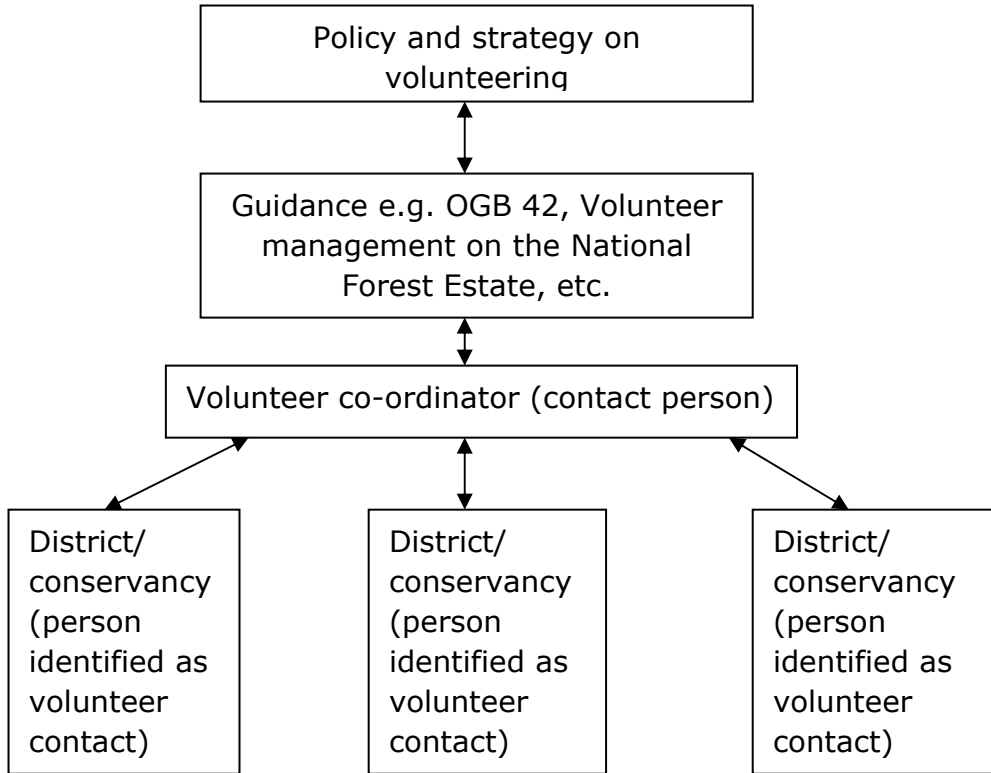 Policy and strategy on
volunteering
Guidance e.g. OGB 42, Volunteer
management on the National
Forest Estate, etc.
Volunteer co-ordinator (contact person)
District/
conservancy
(person
identified as
volunteer
contact)
District/
conservancy
(person
identified as
volunteer
contact)
District/
conservancy
(person
identified as
volunteer
contact)